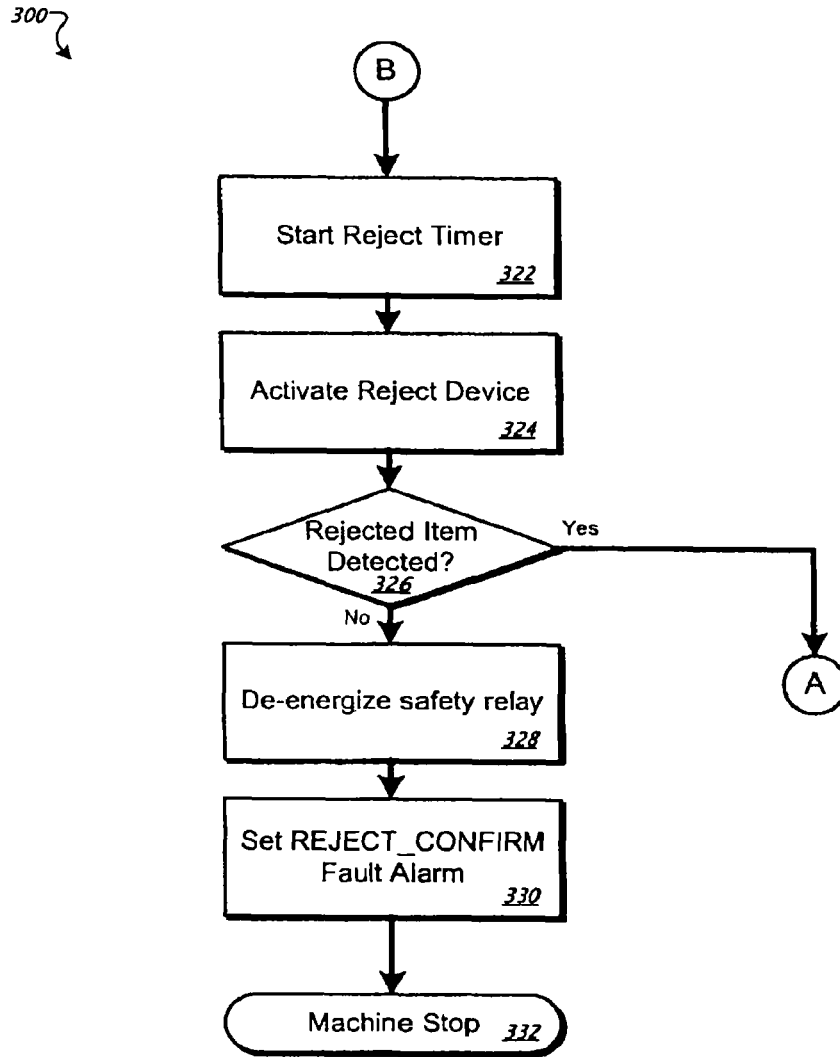 300
B
Start Reject Timer
322
Activate Reject Device
324
Rejected Item
Detected?
326
Yes
No
A
De-energize safety relay
328
Set REJECT_CONFIRM
Fault Alarm
330
Machine Stop
332